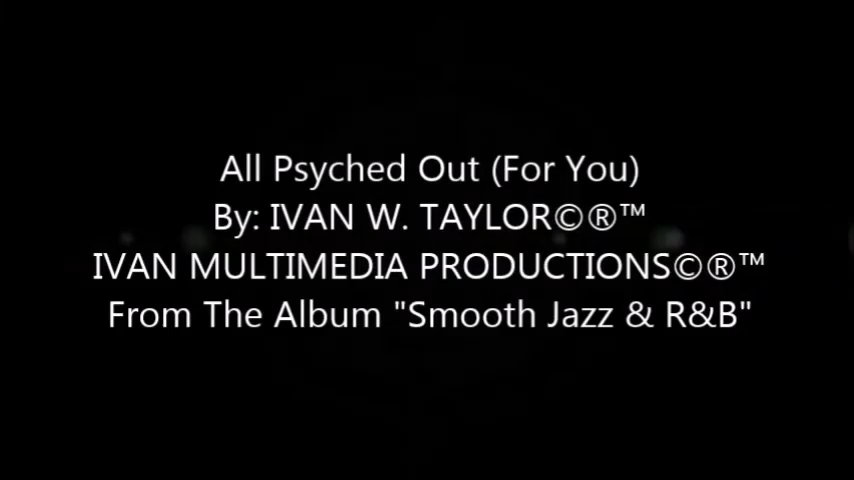 All Psyched Out (For You)
By: IVAN W. TAYLOR©®™
IVAN MULTIMEDIA PRODUCTIONS©®™
From The Album "Smooth Jazz & R&B"